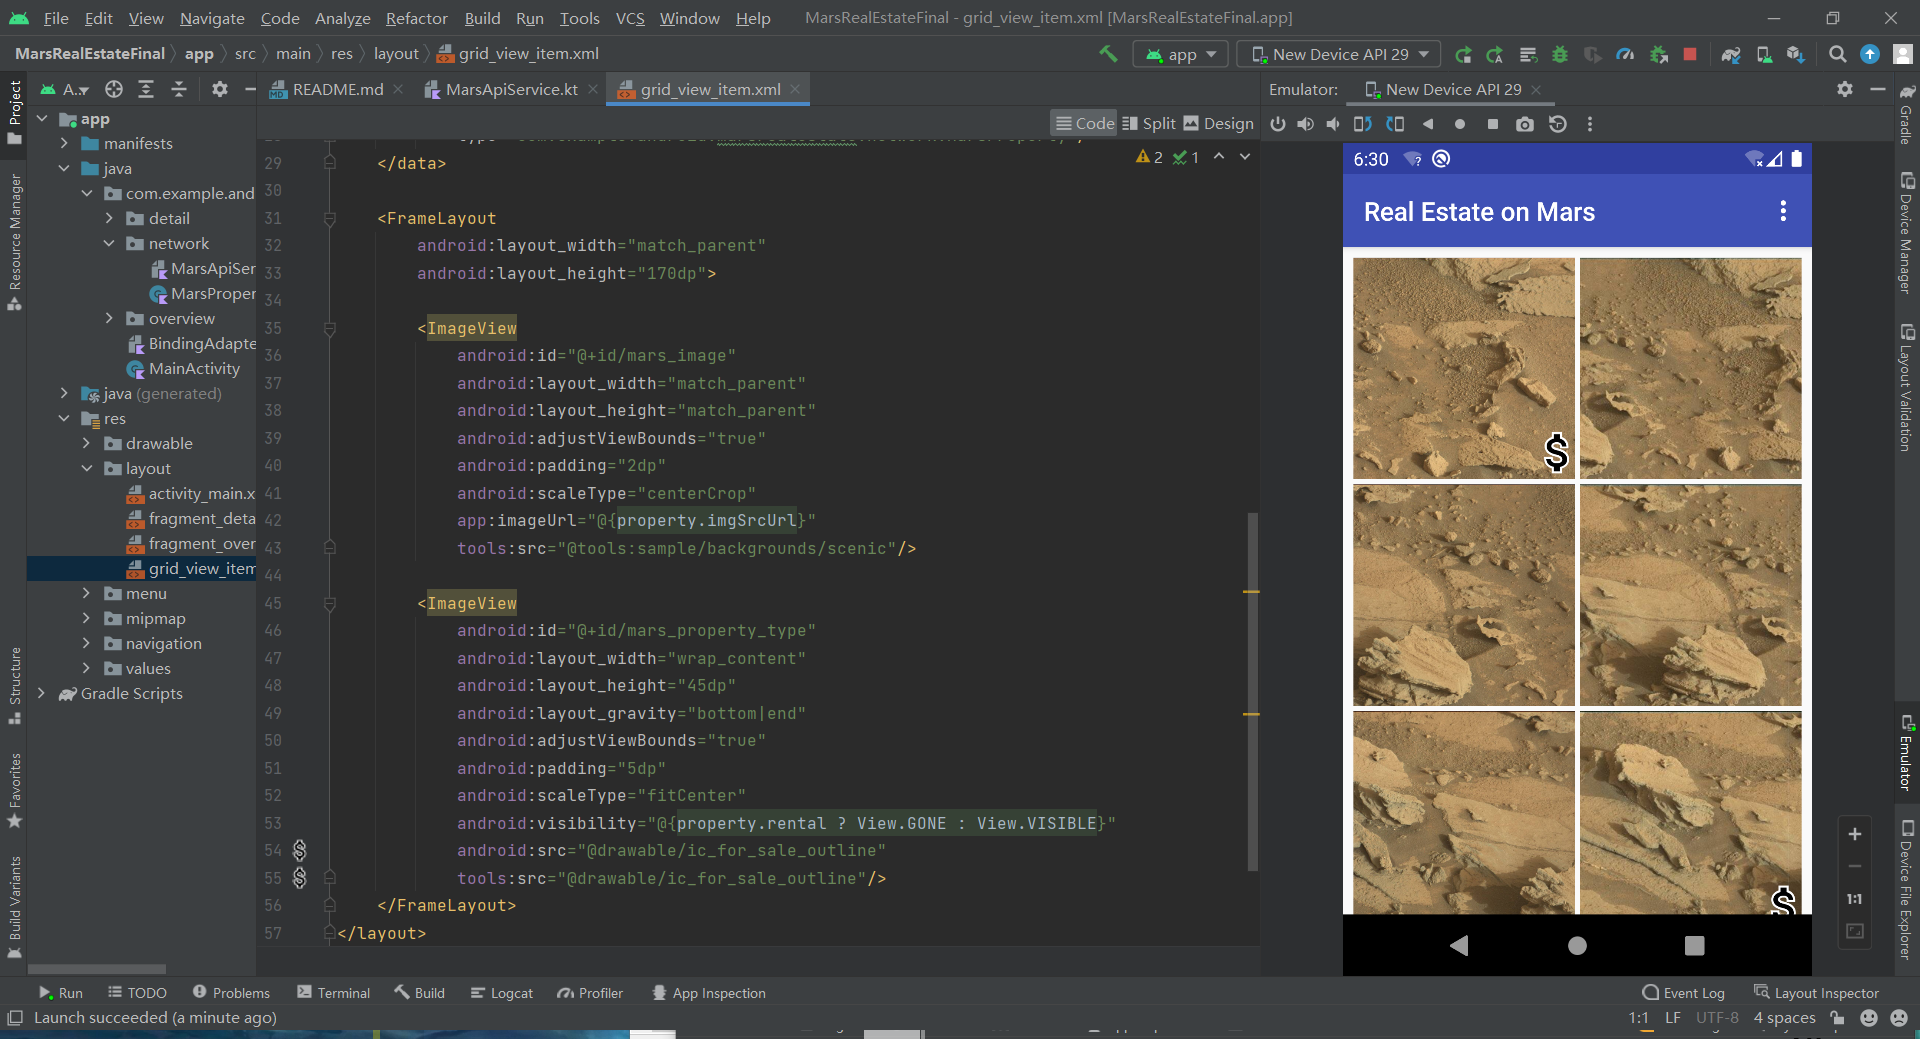 File Edit View Navigate Code Analyze Refactor Build Run Tools VCS Window Help MarsRealEstateFinal - grid_view_item.xml [MarsRealEstateFinal.app]
MarsRealEstateFinal app src main res layout grid_view_item.xml app New Device API 29
A.. README.md MarsApiService.kt grid_view_item.xml Emulator: New Device API 29
Code Split Design
Project
Resource Manager
Structure
Favorites
Build Variants
app
manifests
java
com.example.and
detail
network
MarsApiSer
MarsProper
overview
BindingAdapte
MainActivity
java (generated)
res
drawable
layout
activity_main.x
fragment_deta
fragment_over
grid_view_item
menu
mipmap
navigation
values
Gradle Scripts
2 1
29 </data>
30
31 <FrameLayout
32 android:layout_width="match_parent"
33 android:layout_height="170dp">
34
35 <ImageView
36 android:id="@+id/mars_image"
37 android:layout_width="match_parent"
38 android:layout_height="match_parent"
39 android:adjustViewBounds="true"
40 android:padding="2dp"
41 android:scaleType="centerCrop"
42 app:imageUrl="@{property.imgSrcUrl}"
43 tools:src="@tools:sample/backgrounds/scenic"/>
44
45 <ImageView
46 android:id="@+id/mars_property_type"
47 android:layout_width="wrap_content"
48 android:layout_height="45dp"
49 android:layout_gravity="bottom|end"
50 android:adjustViewBounds="true"
51 android:padding="5dp"
52 android:scaleType="fitCenter"
53 android:visibility="@{property.rental ? View.GONE : View.VISIBLE}"
54 android:src="@drawable/ic_for_sale_outline"
55 tools:src="@drawable/ic_for_sale_outline"/>
56 </FrameLayout>
57 </layout>
6:30
Real Estate on Mars
$
$
1:1
Gradle
Device Manager
Layout Validation
Emulator
Device File Explorer
Run TODO Problems Terminal Build Logcat Profiler App Inspection Event Log Layout Inspector
Launch succeeded (a minute ago) 1:1 LF UTF-8 4 spaces